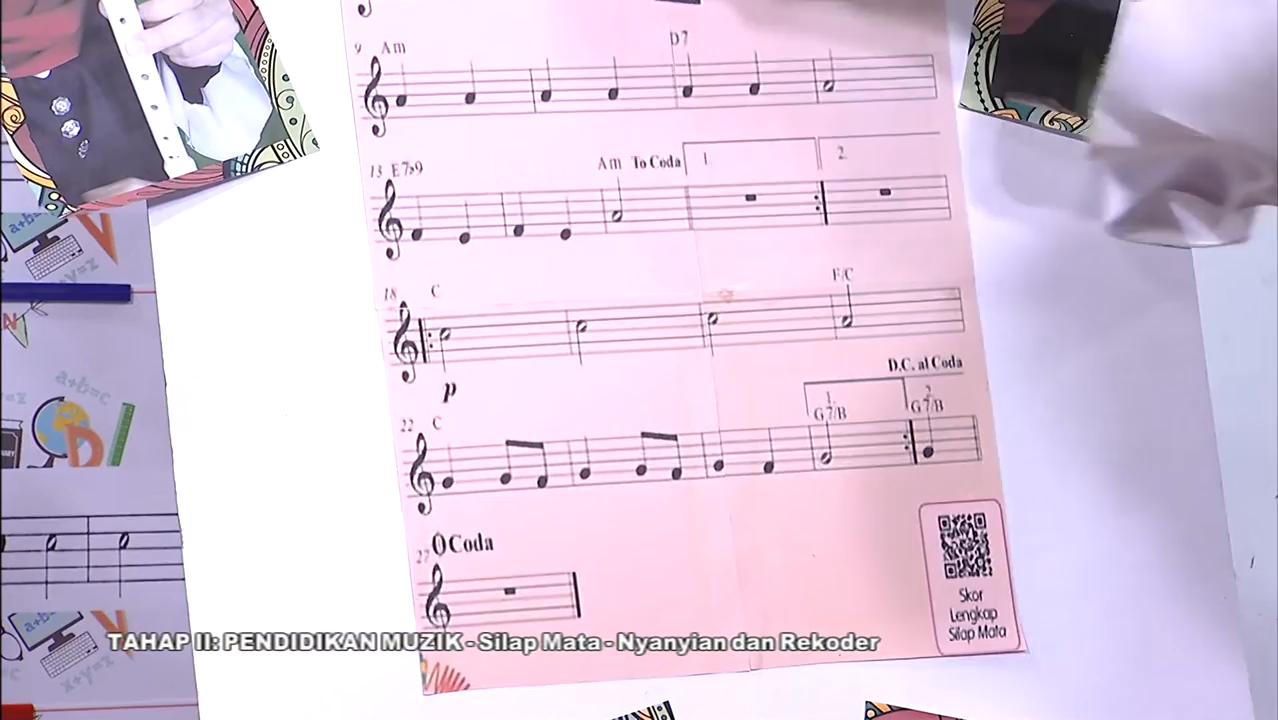 9 Am D7
13 E7♭9 Am To Coda 1. 2.
18 C F/C
p
D.C. al Coda
1. 2.
22 C G7/B G7/B
27 Coda
Skor
Lengkap
Silap Mata
TAHAP II: PENDIDIKAN MUZIK - Silap Mata - Nyanyian dan Rekoder
a+b=
x+y=z
a+b=c
D
a+b=
x+y=z